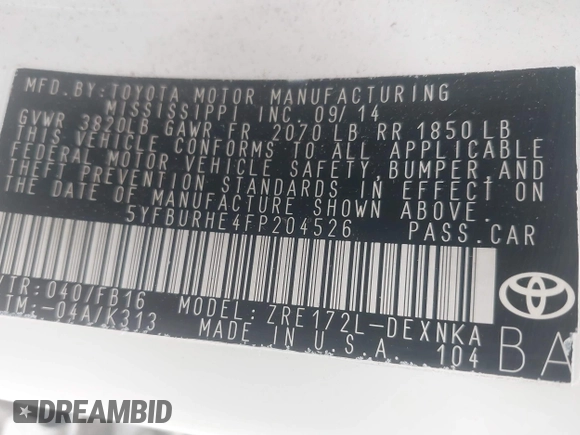 MFD.BY:TOYOTA MOTOR MANUFACTURING
MISSISSIPPI INC. 09/14
GVWR 3820LB GAWR FR 2070 LB RR 1850 LB
THIS VEHICLE CONFORMS TO ALL APPLICABLE
FEDERAL MOTOR VEHICLE SAFETY,BUMPER,AND
THEFT PREVENTION STANDARDS IN EFFECT ON
THE DATE OF MANUFACTURE SHOWN ABOVE.
5YFBURHE4FP204526 PASS.CAR
/TR:040/FB16 MODEL: ZRE172L-DEXNKA
TM:-04A/K313 MADE IN U.S.A. 104
BA
TOYOTA
DREAMBID